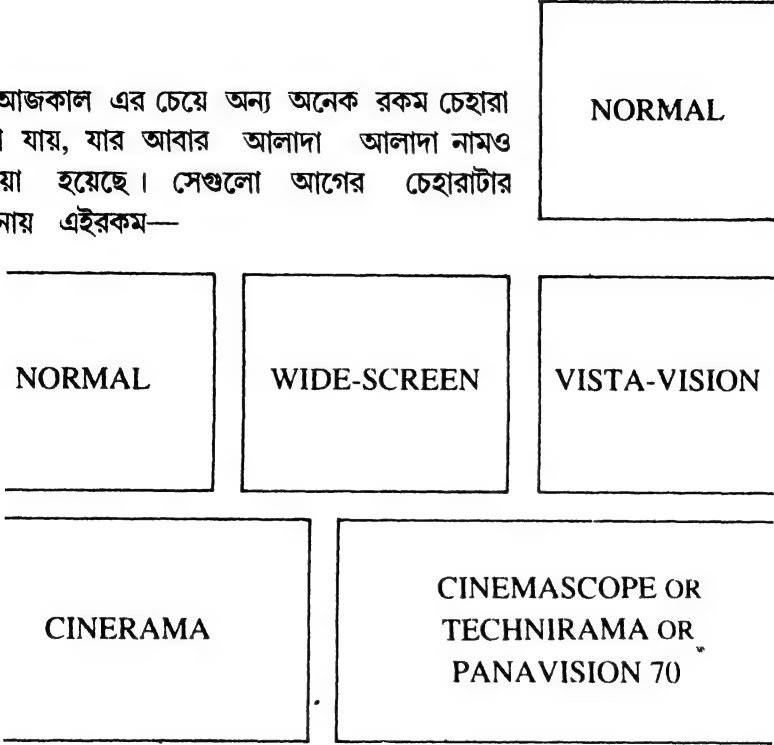 আজকাল এর চেয়ে অন্য অনেক রকম চেহারা
যায়, যার আবার আলাদা আলাদা নামও
হয়েছে। সেগুলো আগের চেহারাটার
এইরকম—
NORMAL
NORMAL WIDE-SCREEN VISTA-VISION
CINERAMA
CINEMASCOPE OR
TECHNIRAMA OR
PANAVISION 70